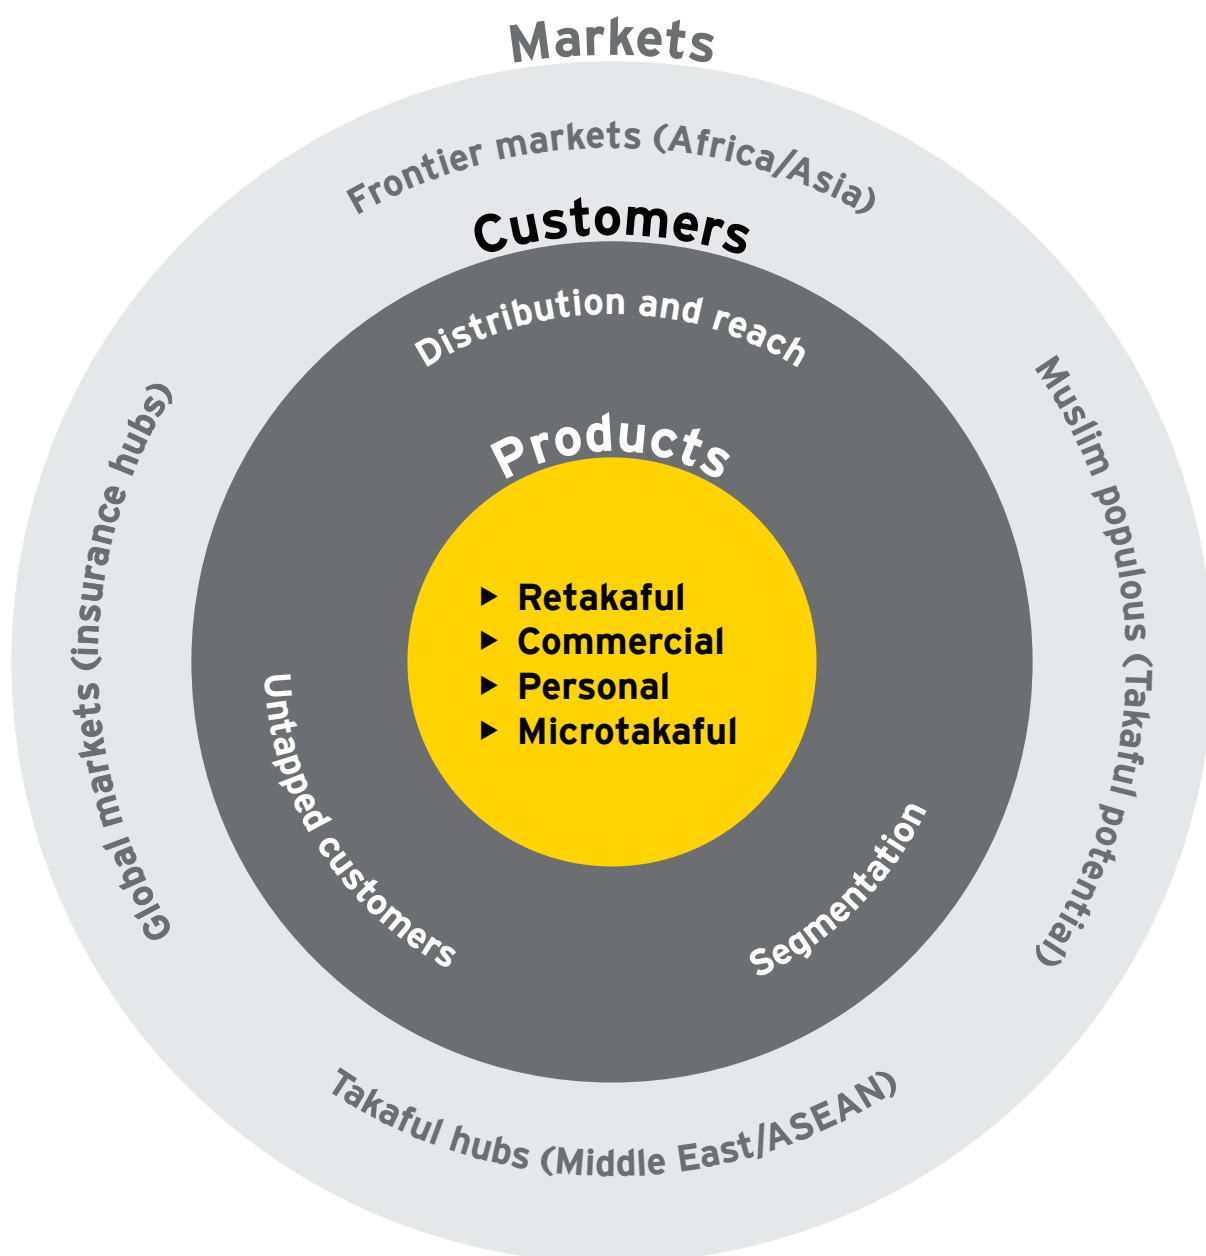 Markets
Frontier markets (Africa/Asia)
Customers
Distribution and reach
Muslim populous (Takaful potential)
Global markets (insurance hubs)
Products
► Retakaful
► Commercial
► Personal
► Microtakaful
Untapped customers
Segmentation
Takaful hubs (Middle East/ASEAN)